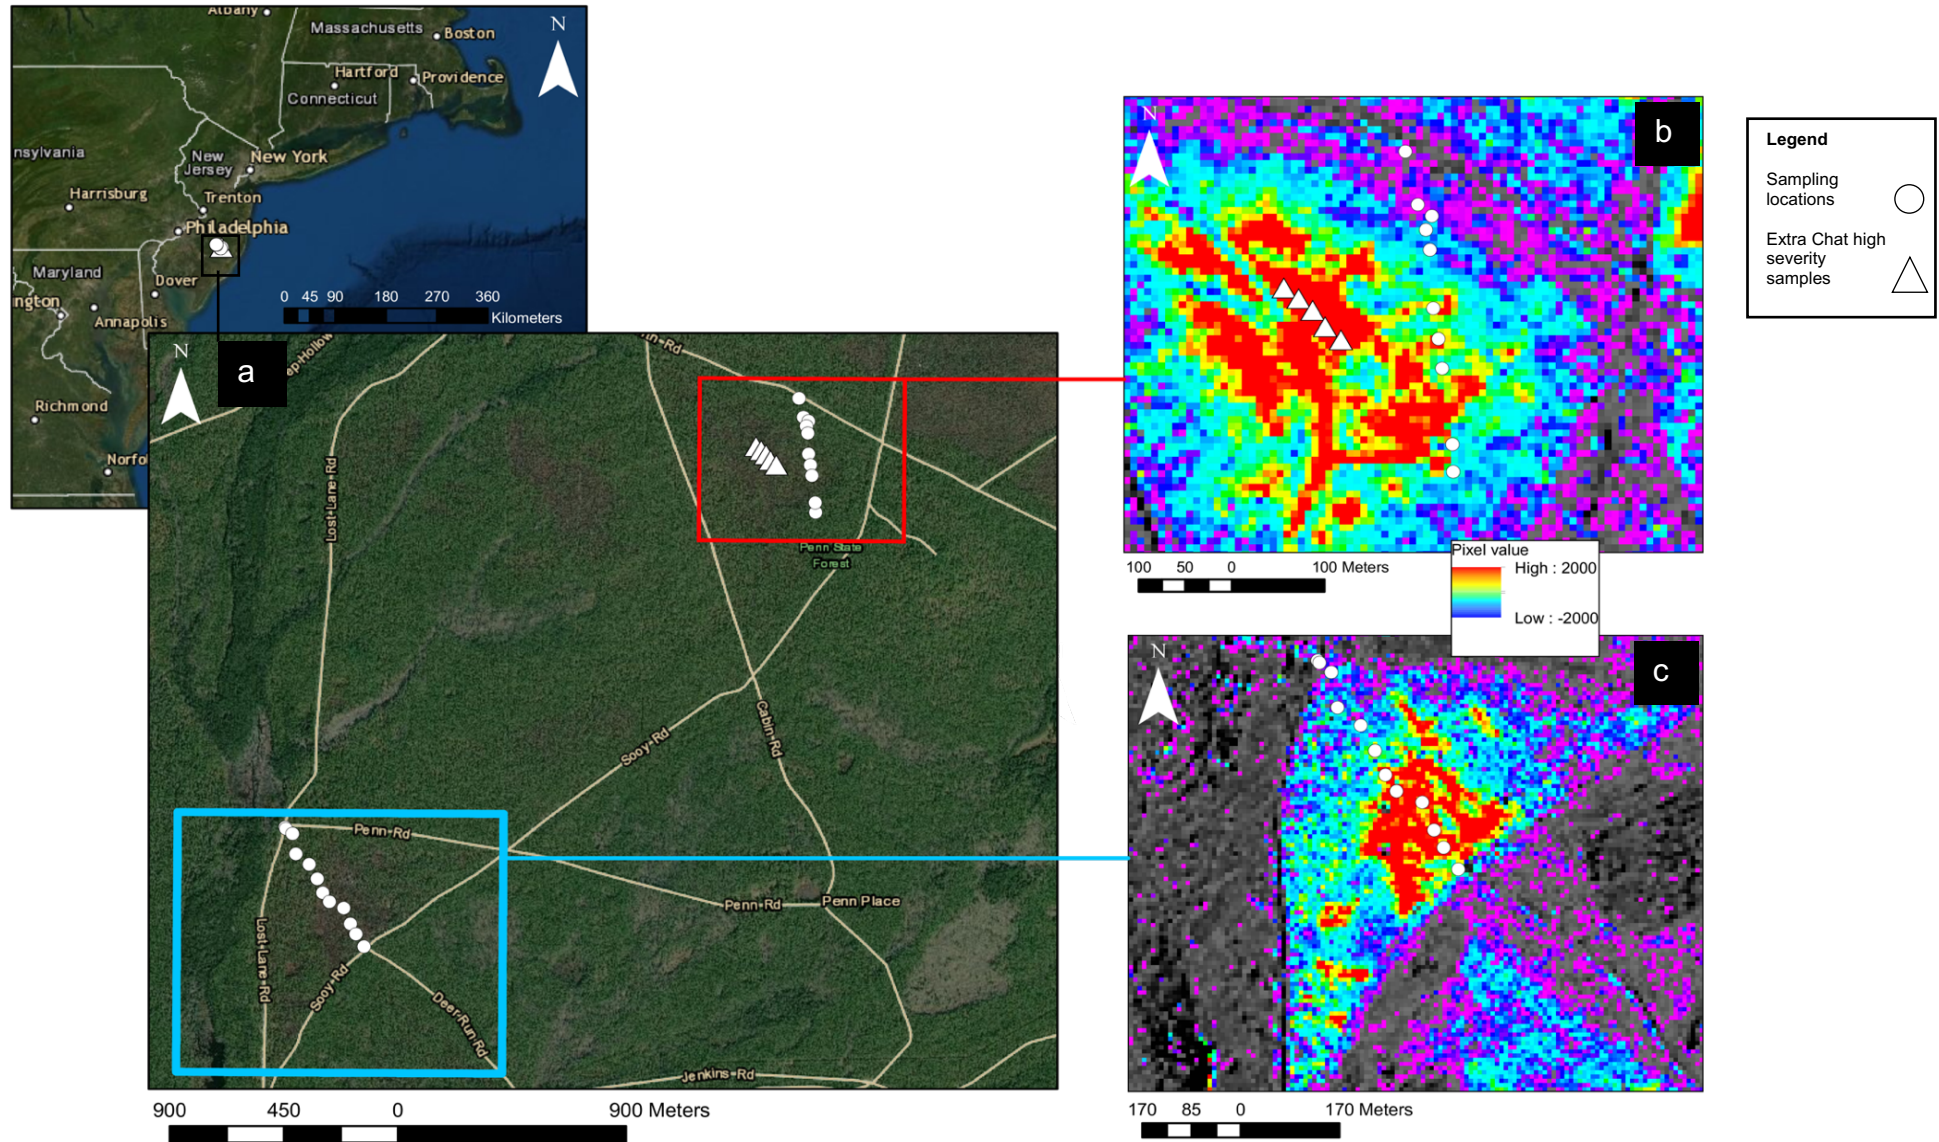 Albany
Massachusetts
Boston
N
Hartford
Providence
Connecticut
nsylvania
New
Jersey
New York
Harrisburg
Trenton
Philadelphia
Maryland
Dover
ngton
Annapolis
0 45 90 180 270 360
Kilometers
Richmond
Norfo
a
N
ep-Hollow
nn-Rd
Lost-Lane-Rd
Penn State
Forest
Cabin-Rd
Sooy-Rd
Penn-Rd
Penn-Rd
Penn Place
Lost-Lane-Rd
Sooy-Rd
Deer-Run-Rd
Jenkins-Rd
900 450 0 900 Meters
N
b
100 50 0 100 Meters
Pixel value
High : 2000
Low : -2000
N
c
170 85 0 170 Meters
Legend
Sampling
locations
Extra Chat high
severity
samples